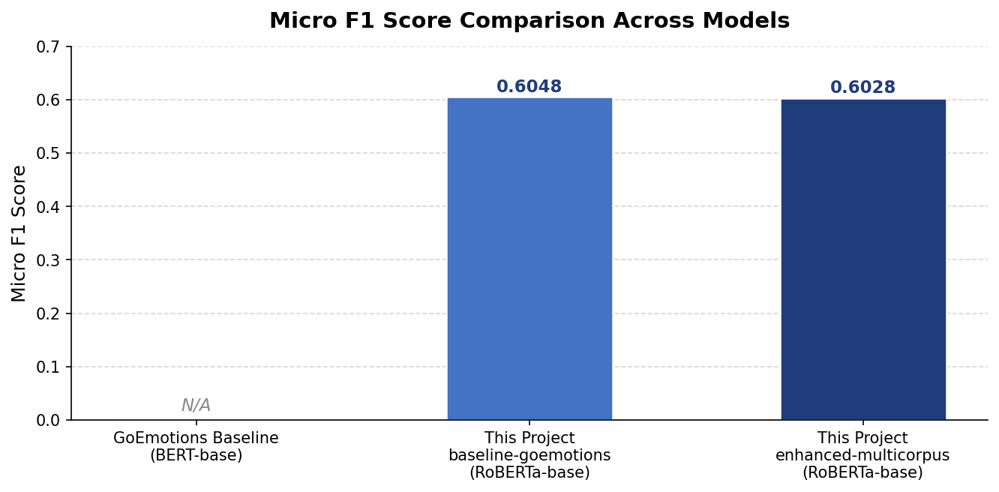 Micro F1 Score Comparison Across Models
Micro F1 Score
0.7
0.6
0.5
0.4
0.3
0.2
0.1
0.0
N/A
0.6048
0.6028
GoEmotions Baseline
(BERT-base)
This Project
baseline-goemotions
(RoBERTa-base)
This Project
enhanced-multicorpus
(RoBERTa-base)